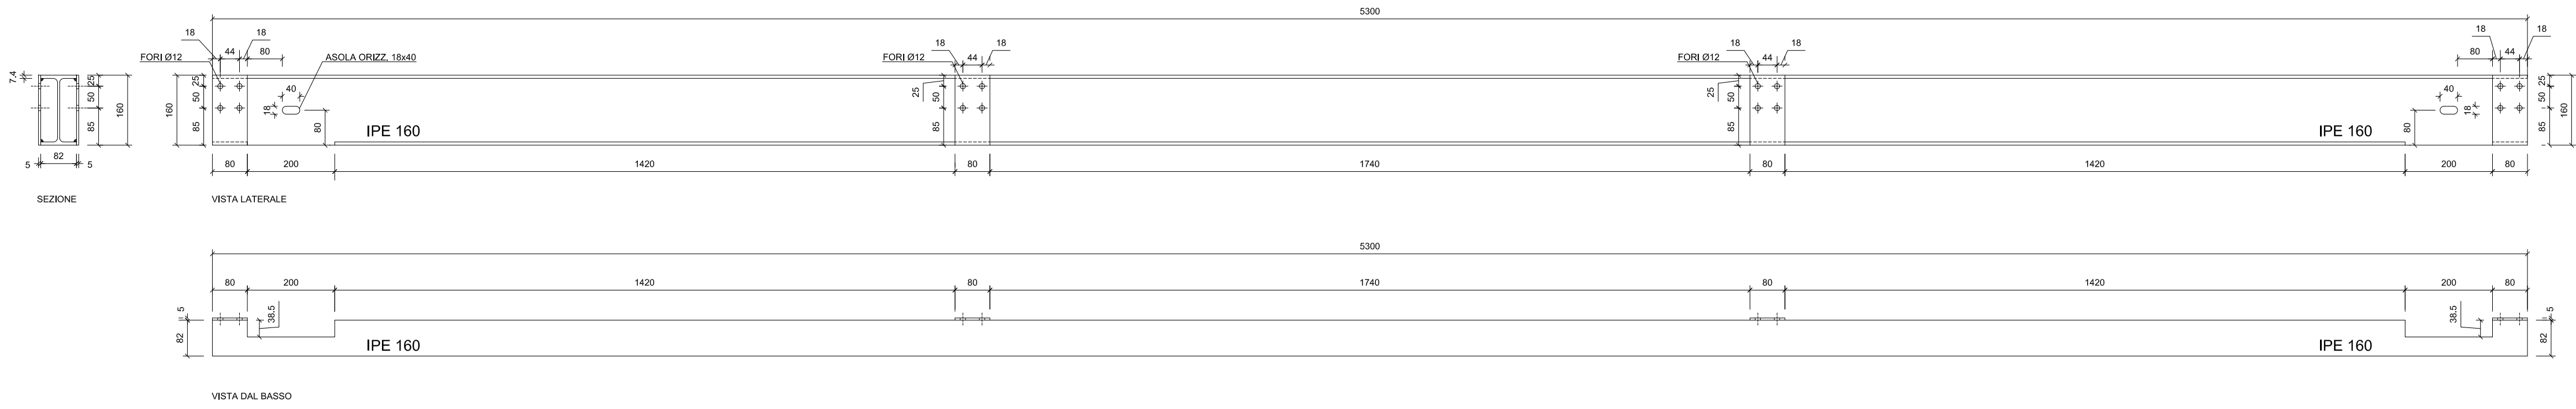 5300
18 18 18 18 18 18 18 18
44 80 44 44 80 44
FORI Ø12 ASOLA ORIZZ, 18x40 FORI Ø12 FORI Ø12
7.4 25 50 85 160 160 25 50 85 40 18 80 25 50 85 25 50 85 40 18 80 25 50 85 160
IPE 160 IPE 160
5 82 5
80 200 1420 80 1740 80 1420 200 80
SEZIONE VISTA LATERALE
5300
80 200 1420 80 1740 80 1420 200 80
5 82 38.5 38.5 5 82
IPE 160 IPE 160
VISTA DAL BASSO